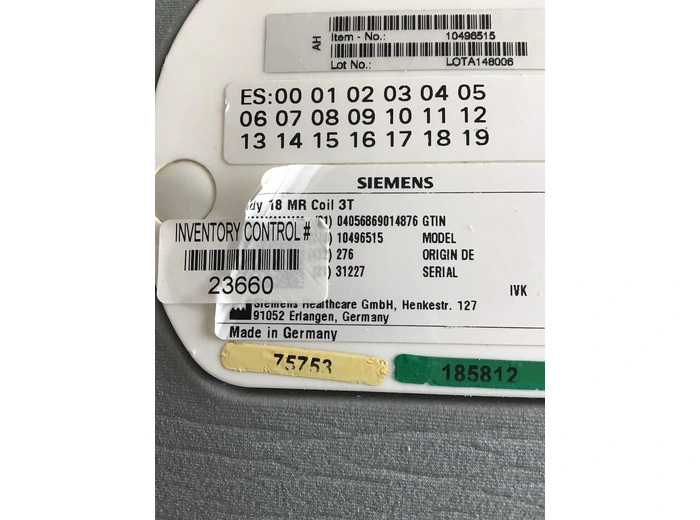 AH
Item - No.: 10496515
Lot No.: LOTA148006
ES:00 01 02 03 04 05
06 07 08 09 10 11 12
13 14 15 16 17 18 19
SIEMENS
dy 18 MR Coil 3T
(01) 04056869014876 GTIN
10496515 MODEL
276 ORIGIN DE
(21) 31227 SERIAL
IVK
INVENTORY CONTROL#
23660
Siemens Healthcare GmbH, Henkestr. 127
91052 Erlangen, Germany
Made in Germany
75753
185812